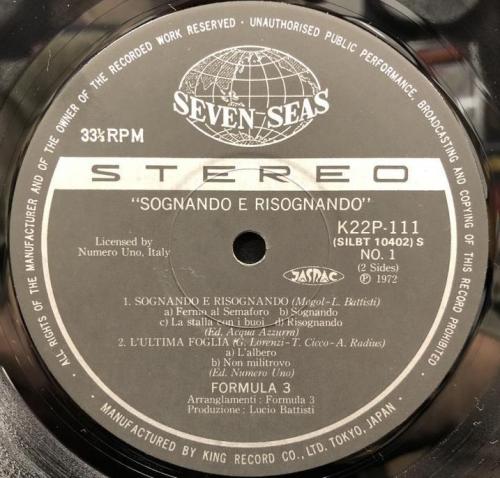 ALL RIGHTS OF THE MANUFACTURER AND OF THE OWNER OF THE RECORDED WORK RESERVED · UNAUTHORISED PUBLIC PERFORMANCE, BROADCASTING AND COPYING OF THIS RECORD PROHIBITED
SEVEN-SEAS
33⅓RPM
STEREO
"SOGNANDO E RISOGNANDO"
Licensed by
Numero Uno, Italy
K22P-111
(SILBT 10402) S
NO. 1
(2 Sides)
Ⓟ 1972
JASRAC
1. SOGNANDO E RISOGNANDO (Mogol-L. Battisti)
a) Fermo al Semaforo b) Sognando
c) La stalla con i buoi d) Risognando
(Ed. Acqua Azzurra)
2. L'ULTIMA FOGLIA (G. Lorenzi-T. Cicco-A. Radius)
a) L'albero
b) Non militrovo
(Ed. Numero Uno)
FORMULA 3
Arranglamenti : Formula 3
Produzione : Lucio Battisti
· MANUFACTURED BY KING RECORD CO., LTD. TOKYO, JAPAN ·